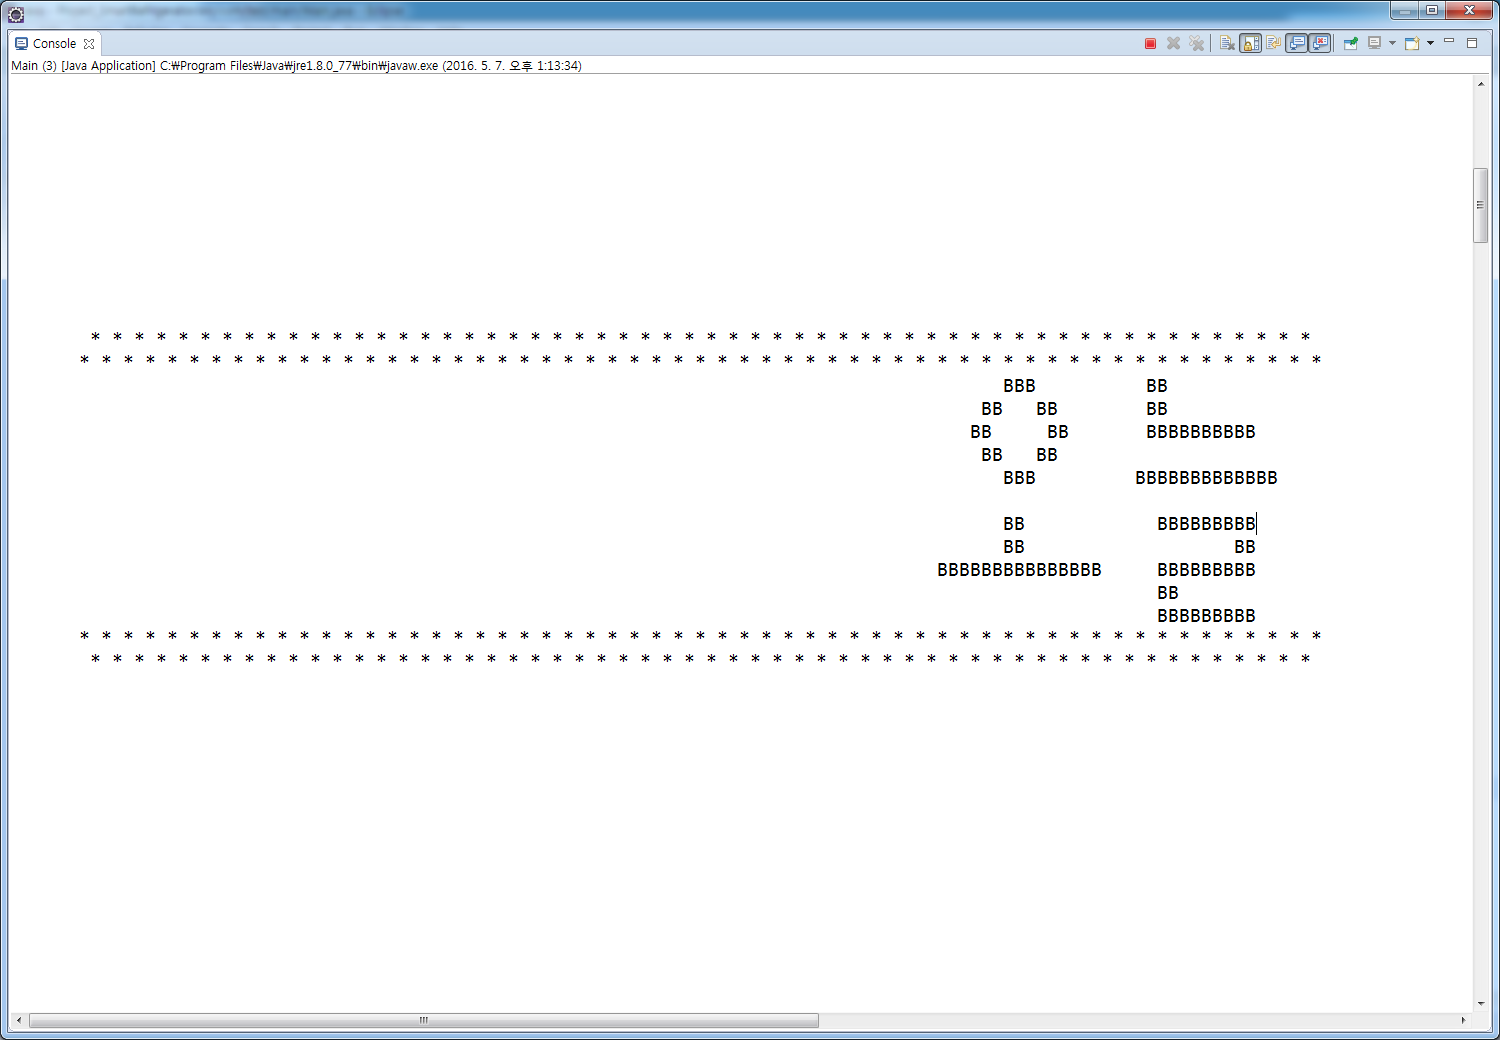 Console
Main (3) [Java Application] C:₩Program Files₩Java₩jre1.8.0_77₩bin₩javaw.exe (2016. 5. 7. 오후 1:13:34)
* * * * * * * * * * * * * * * * * * * * * * * * * * * * * * * * * * * * * * * * * * * * * * * * * * * * * * * *
* * * * * * * * * * * * * * * * * * * * * * * * * * * * * * * * * * * * * * * * * * * * * * * * * * * * * * * * *
BBB          BB
BB   BB        BB
BB     BB       BBBBBBBBBB
BB   BB
BBB         BBBBBBBBBBBBB
BB            BBBBBBBBB
BB                   BB
BBBBBBBBBBBBBBB     BBBBBBBBB
BB
BBBBBBBBB
* * * * * * * * * * * * * * * * * * * * * * * * * * * * * * * * * * * * * * * * * * * * * * * * * * * * * * * * *
* * * * * * * * * * * * * * * * * * * * * * * * * * * * * * * * * * * * * * * * * * * * * * * * * * * * * * * *